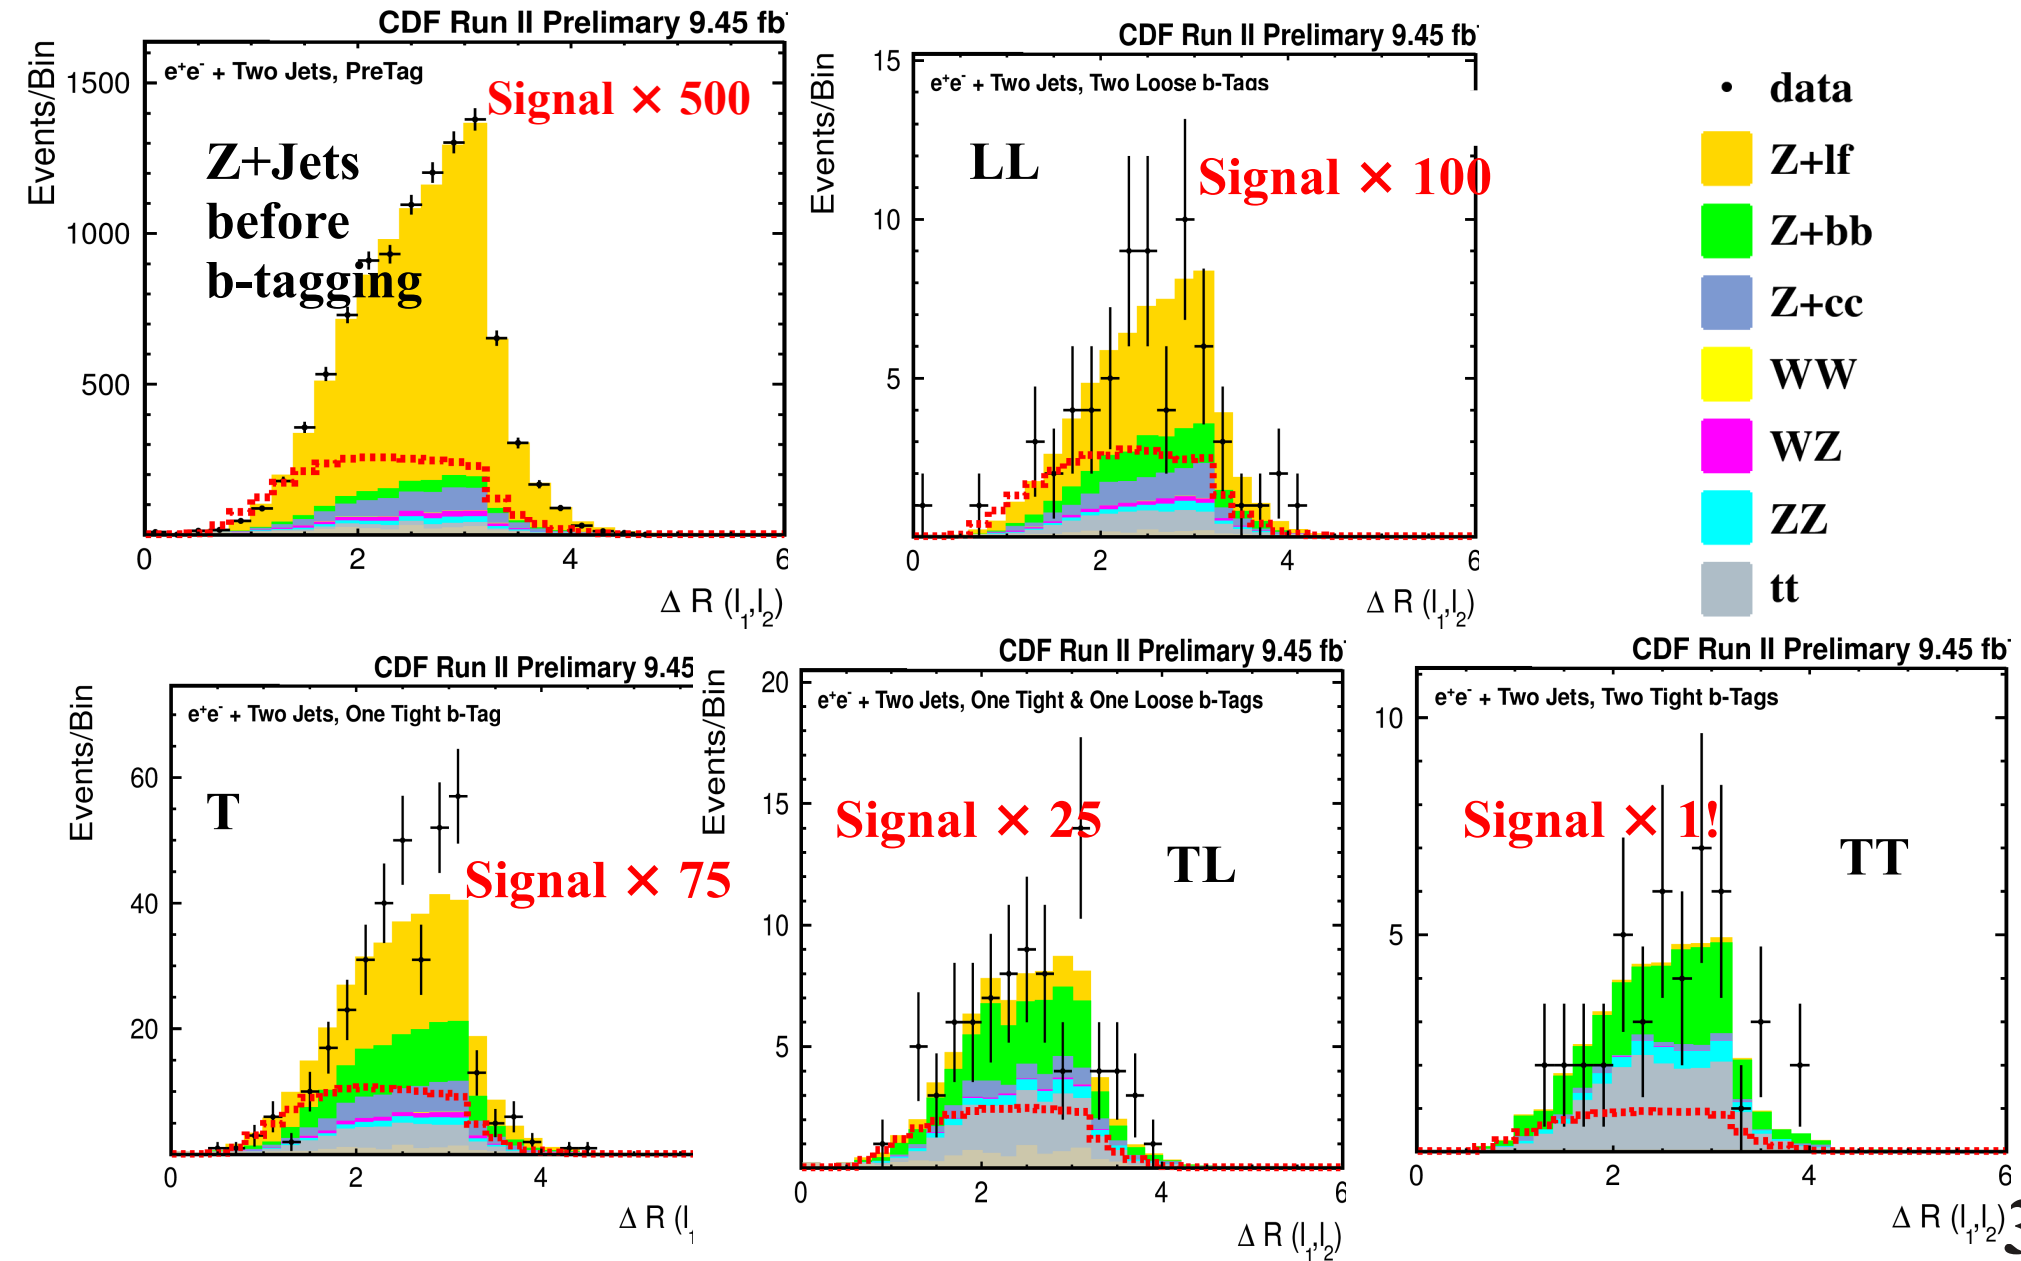 CDF Run II Prelimary 9.45 fb
Events/Bin
e+e- + Two Jets, PreTag
Signal × 500
Z+Jets
before
b-tagging
1500
1000
500
0 2 4 6
Δ R (l1,l2)
CDF Run II Prelimary 9.45 fb
Events/Bin
e+e- + Two Jets, Two Loose b-Tags
LL
Signal × 100
15
10
5
0 2 4 6
Δ R (l1,l2)
data
Z+lf
Z+bb
Z+cc
WW
WZ
ZZ
tt
CDF Run II Prelimary 9.45
Events/Bin
e+e- + Two Jets, One Tight b-Tag
T
Signal × 75
60
40
20
0 2 4
Δ R (l1
CDF Run II Prelimary 9.45 fb
Events/Bin
e+e- + Two Jets, One Tight & One Loose b-Tags
Signal × 25
TL
20
15
10
5
0 2 4 6
Δ R (l1,l2)
CDF Run II Prelimary 9.45 fb
e+e- + Two Jets, Two Tight b-Tags
Signal × 1!
TT
10
5
0 2 4 6
Δ R (l1,l2)